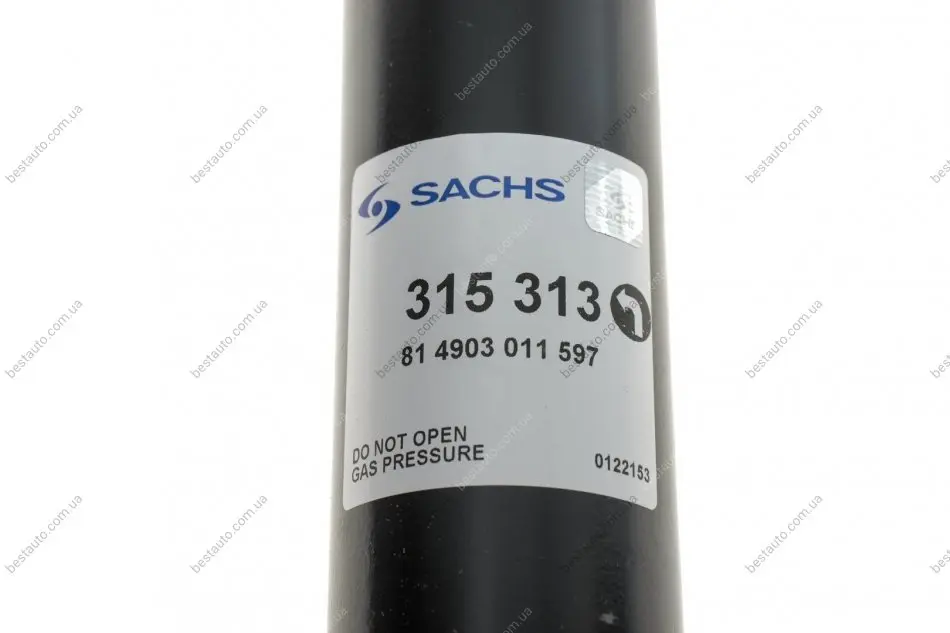 SACHS
315 313
81 4903 011 597
DO NOT OPEN
GAS PRESSURE
0122153
bestauto.com.ua